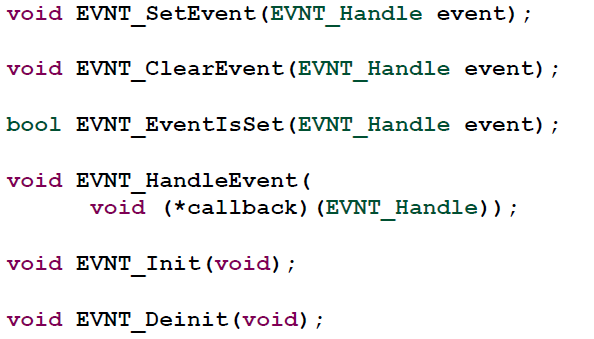 void EVNT_SetEvent(EVNT_Handle event);
void EVNT_ClearEvent(EVNT_Handle event);
bool EVNT_EventIsSet(EVNT_Handle event);
void EVNT_HandleEvent(
void (*callback)(EVNT_Handle));
void EVNT_Init(void);
void EVNT_Deinit(void);